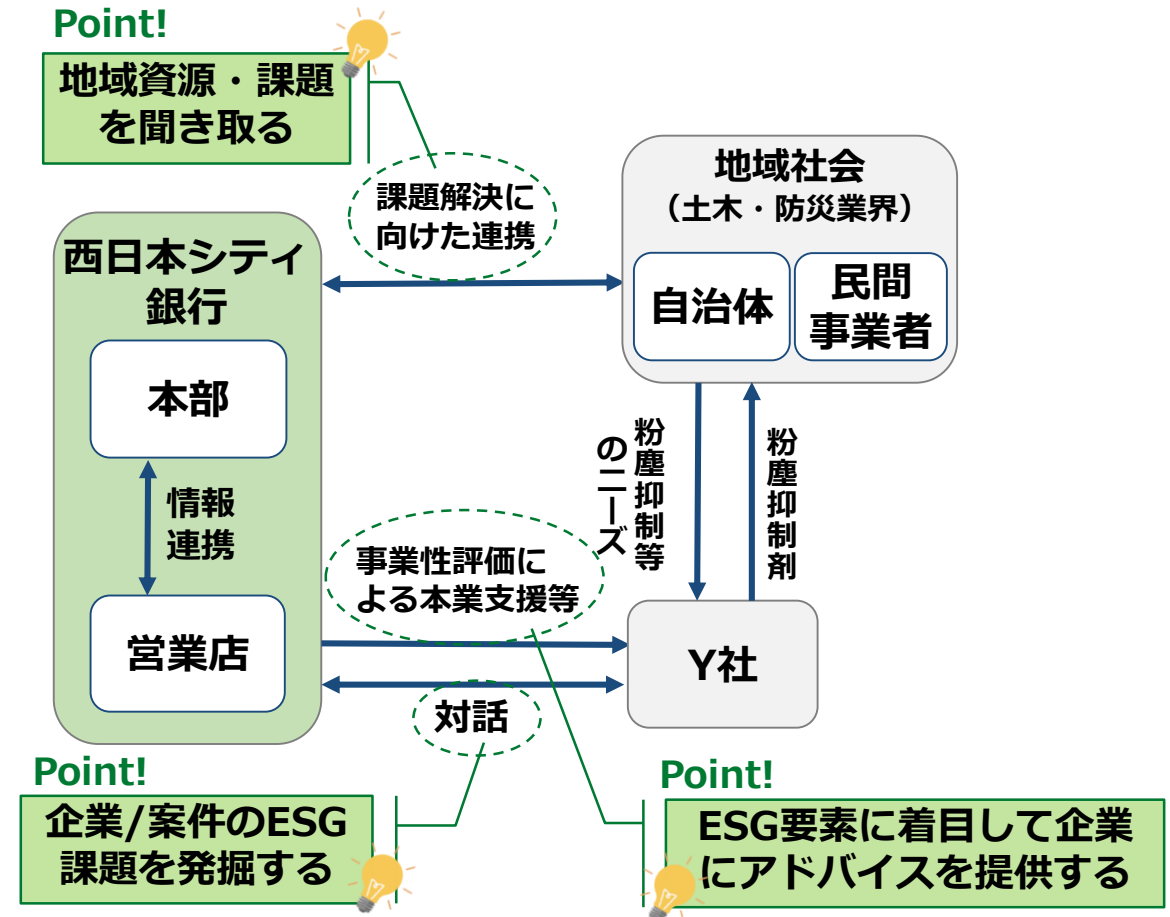 Point!
地域資源・課題
を聞き取る
課題解決に
向けた連携
地域社会
（土木・防災業界）
自治体
民間
事業者
西日本シティ
銀行
本部
情報
連携
営業店
粉塵抑制等
のニーズ
粉塵抑制剤
事業性評価に
よる本業支援等
Y社
対話
Point!
企業/案件のESG
課題を発掘する
Point!
ESG要素に着目して企業
にアドバイスを提供する